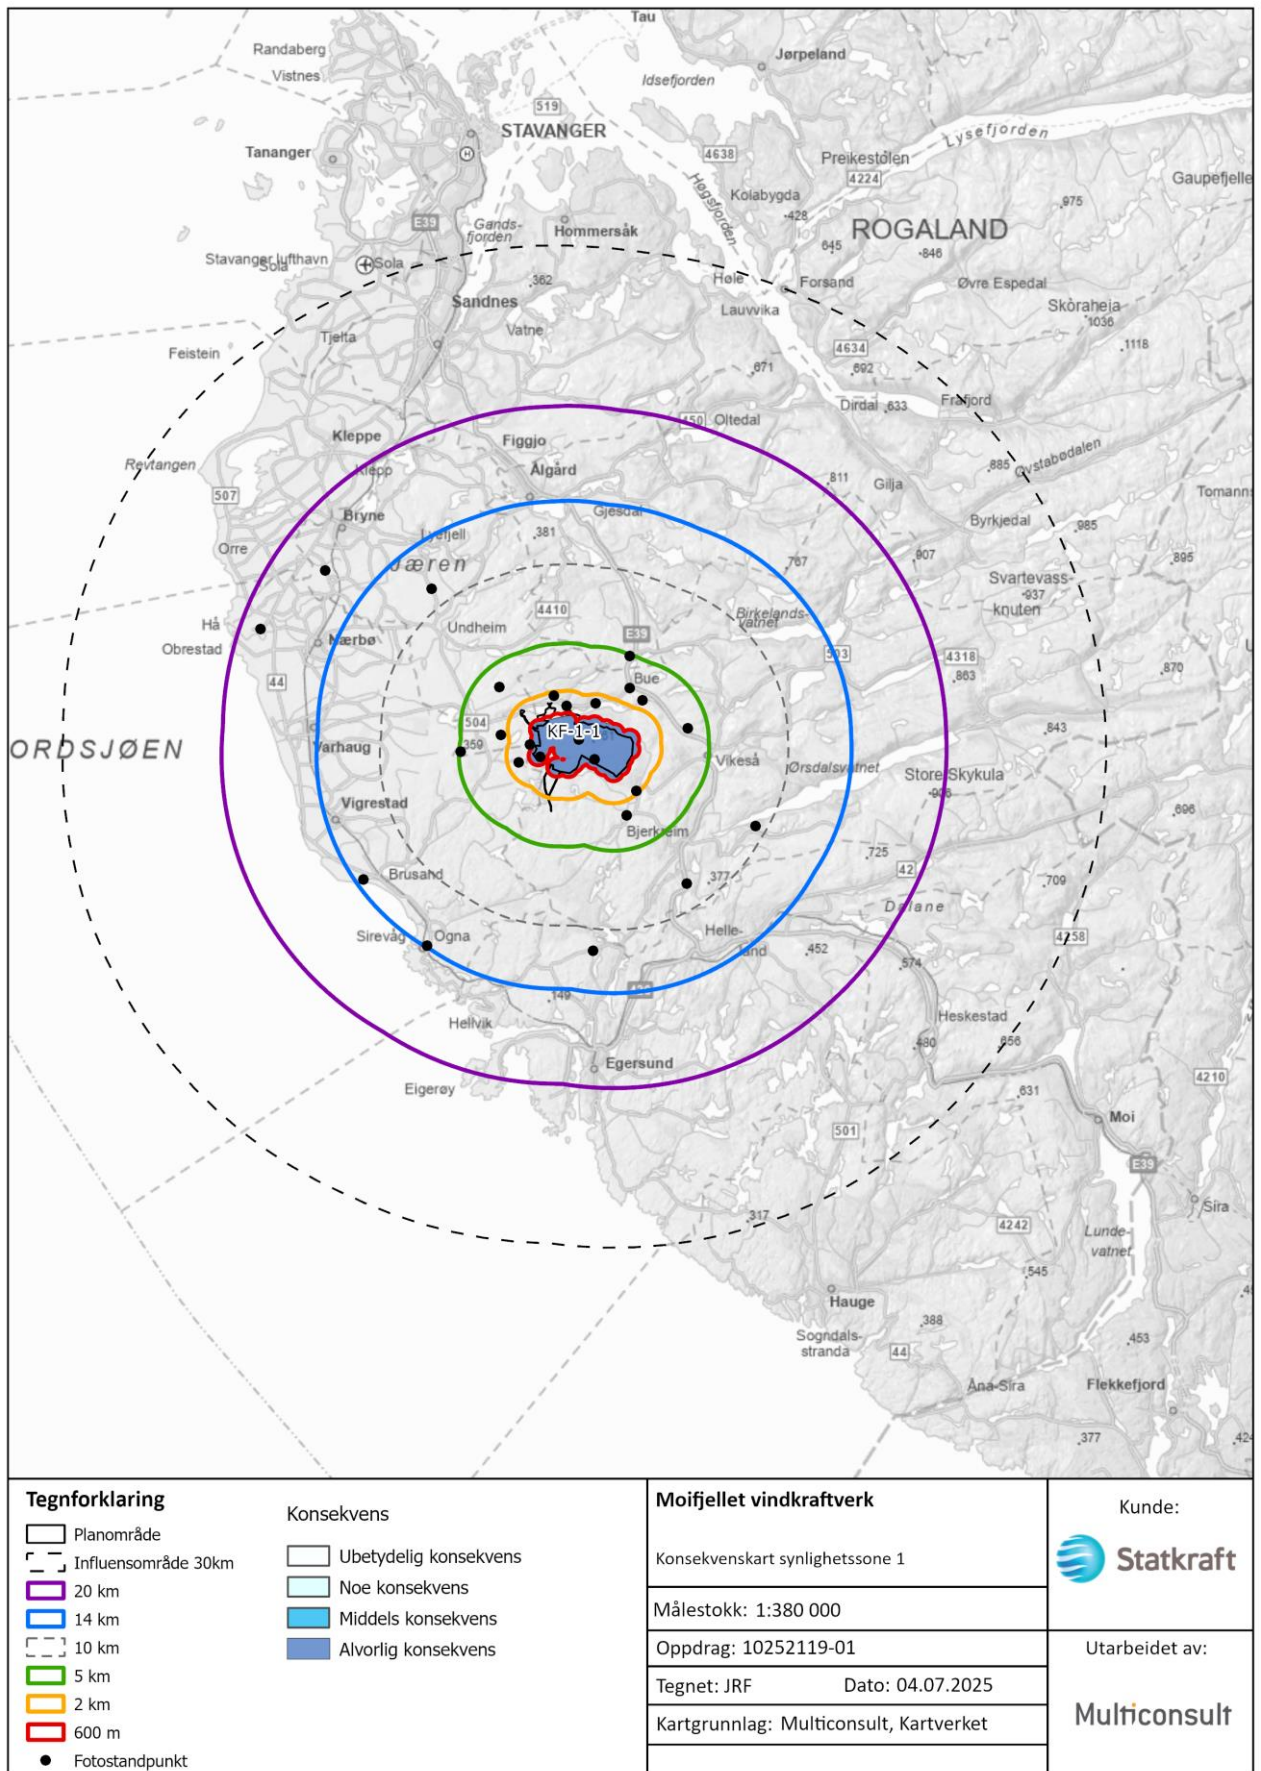 Tau
Randaberg
Vistnes
Jørpeland
Idsefjorden
519
STAVANGER
Lysefjorden
Tananger
H
4638
Preikestolen
4224
Gaupefjelle
Høgsfjorden
Kolabygda
975
428
E39
Gands-
fjorden
Hommersåk
ROGALAND
645
846
Stavanger lufthavn
Sola
Sola
362
Høle
Forsand
Øvre Espedal
Sandnes
Lauvvika
Skåraheia
1036
Tjelta
Vatne
Feistein
4634
1118
671
692
Frafjord
Dirdal
633
450
Oltedal
Kleppe
Figgjo
Revtangen
Klepp
Ålgård
885
Øvstabødalen
811
Gilja
507
Tomanns
Gjesdal
Bryne
Byrkjedal
985
Lyefjell
381
Orre
907
895
Jæren
767
Svartevass-
937
knuten
4410
Birkelands-
vatnet
Hå
Undheim
E39
Nærbø
Obrestad
503
4318
863
870
Bue
44
504
843
KF-1-1
ORDSJØEN
Varhaug
359
Vikeså
Ørsdalsvatnet
Store Skykula
906
Vigrestad
696
Bjerkreim
725
42
Brusand
377
709
Dalane
Sirevåg
Ogna
Helle-
land
452
4258
574
149
Hellvik
Heskestad
480
656
Egersund
Eigerøy
4210
631
Moi
501
E39
Sira
317
4242
Lunde-
vatnet
545
Hauge
388
Sogndals-
stranda
453
44
Åna-Sira
Flekkefjord
377
424
Tegnforklaring
Planområde
Influensområde 30km
20 km
14 km
10 km
5 km
2 km
600 m
Fotostandpunkt
Konsekvens
Ubetydelig konsekvens
Noe konsekvens
Middels konsekvens
Alvorlig konsekvens
Moifjellet vindkraftverk
Konsekvenskart synlighetssone 1
Målestokk: 1:380 000
Oppdrag: 10252119-01
Tegnet: JRF Dato: 04.07.2025
Kartgrunnlag: Multiconsult, Kartverket
Kunde:
Statkraft
Utarbeidet av:
Multiconsult